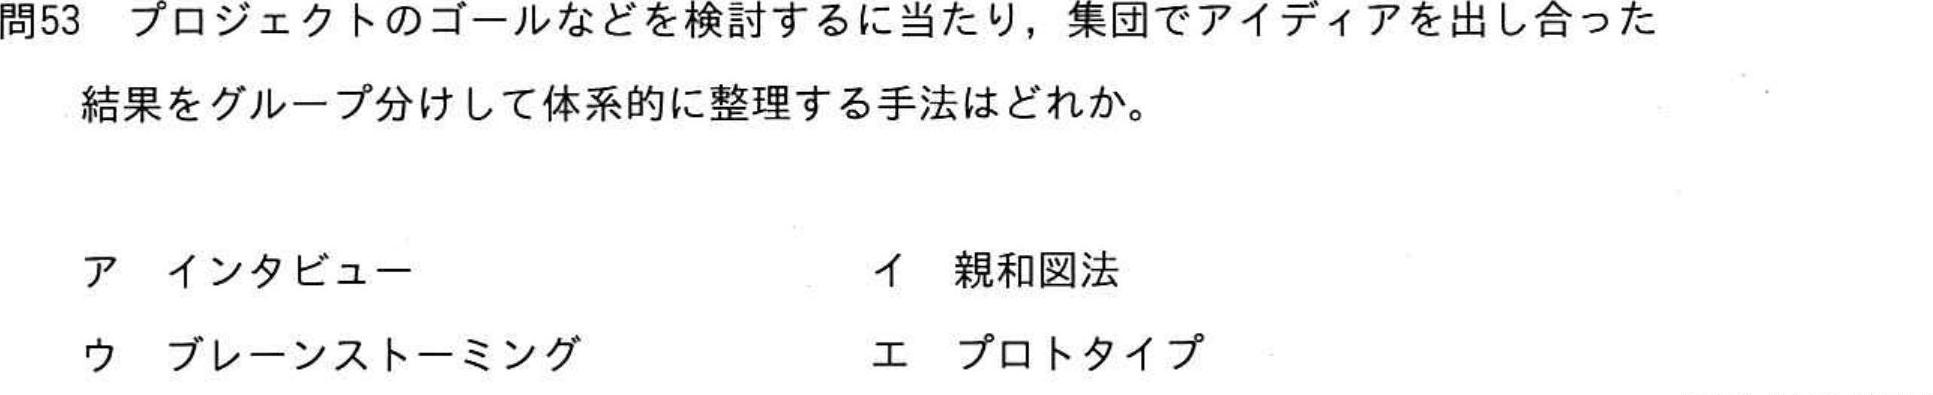 問53 プロジェクトのゴールなどを検討するに当たり，集団でアイディアを出し合った
結果をグループ分けして体系的に整理する手法はどれか。
ア インタビュー イ 親和図法
ウ ブレーンストーミング エ プロトタイプ